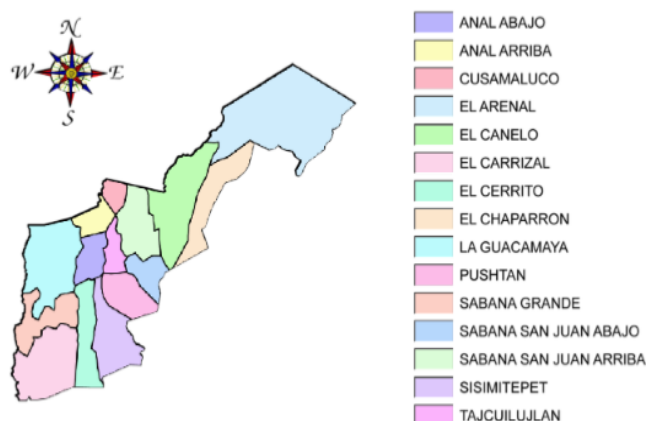 N
W E
S
ANAL ABAJO
ANAL ARRIBA
CUSAMALUCO
EL ARENAL
EL CANELO
EL CARRIZAL
EL CERRITO
EL CHAPARRON
LA GUACAMAYA
PUSHTAN
SABANA GRANDE
SABANA SAN JUAN ABAJO
SABANA SAN JUAN ARRIBA
SISIMITEPET
TAJCUILUJLAN